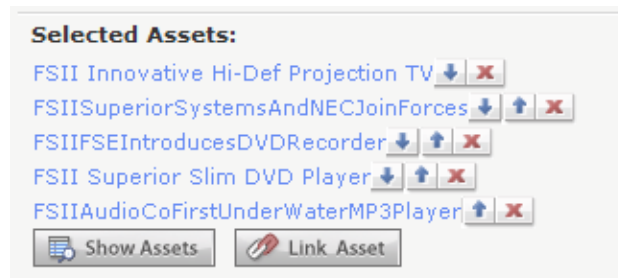 Selected Assets:
FSII Innovative Hi-Def Projection TV
FSIISuperiorSystemsAndNECJoinForces
FSIIFSEIntroducesDVDRecorder
FSII Superior Slim DVD Player
FSIIAudioCoFirstUnderWaterMP3Player
Show Assets Link Asset